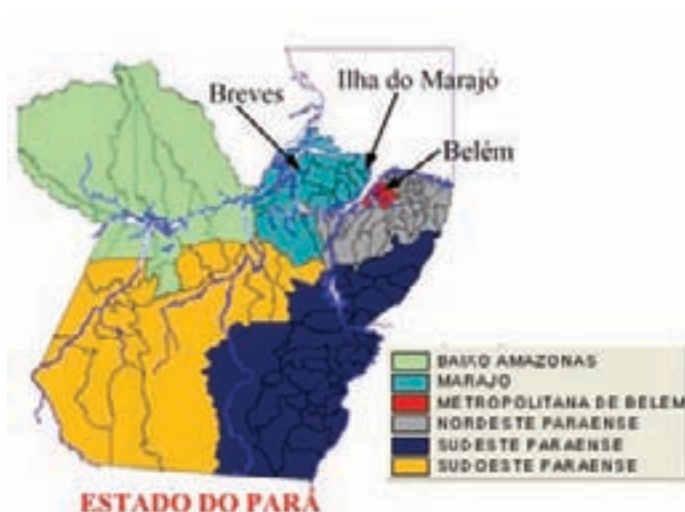 Ilha do Marajó
Breves
Belém
BAIXO AMAZONAS
MARAJO
METROPOLITANA DE BELEM
NORDESTE PARAENSE
SUDESTE PARAENSE
SUDOESTE PARAENSE
ESTADO DO PARÁ